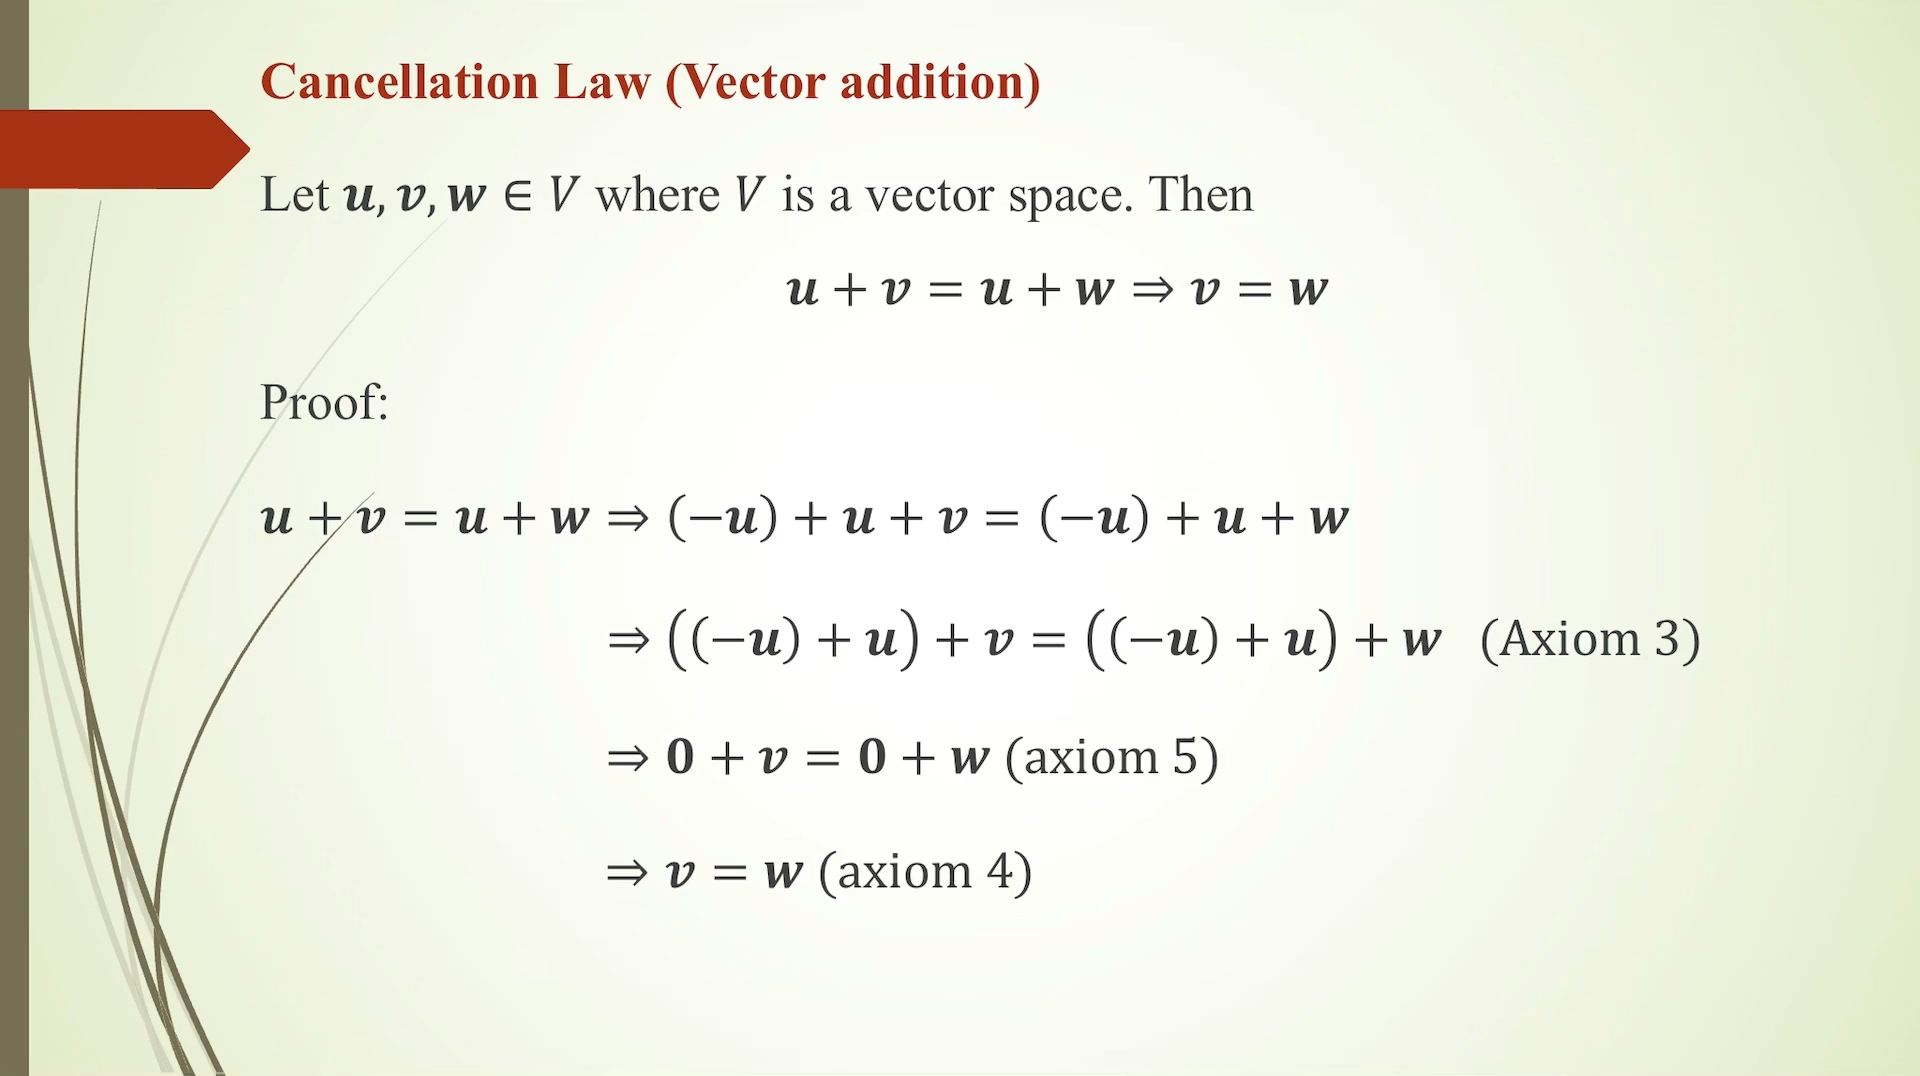 Cancellation Law (Vector addition)
Let u, v, w ∈ V where V is a vector space. Then
u + v = u + w ⇒ v = w
Proof:
u + v = u + w ⇒ (−u) + u + v = (−u) + u + w
⇒ ((−u) + u) + v = ((−u) + u) + w (Axiom 3)
⇒ 0 + v = 0 + w (axiom 5)
⇒ v = w (axiom 4)